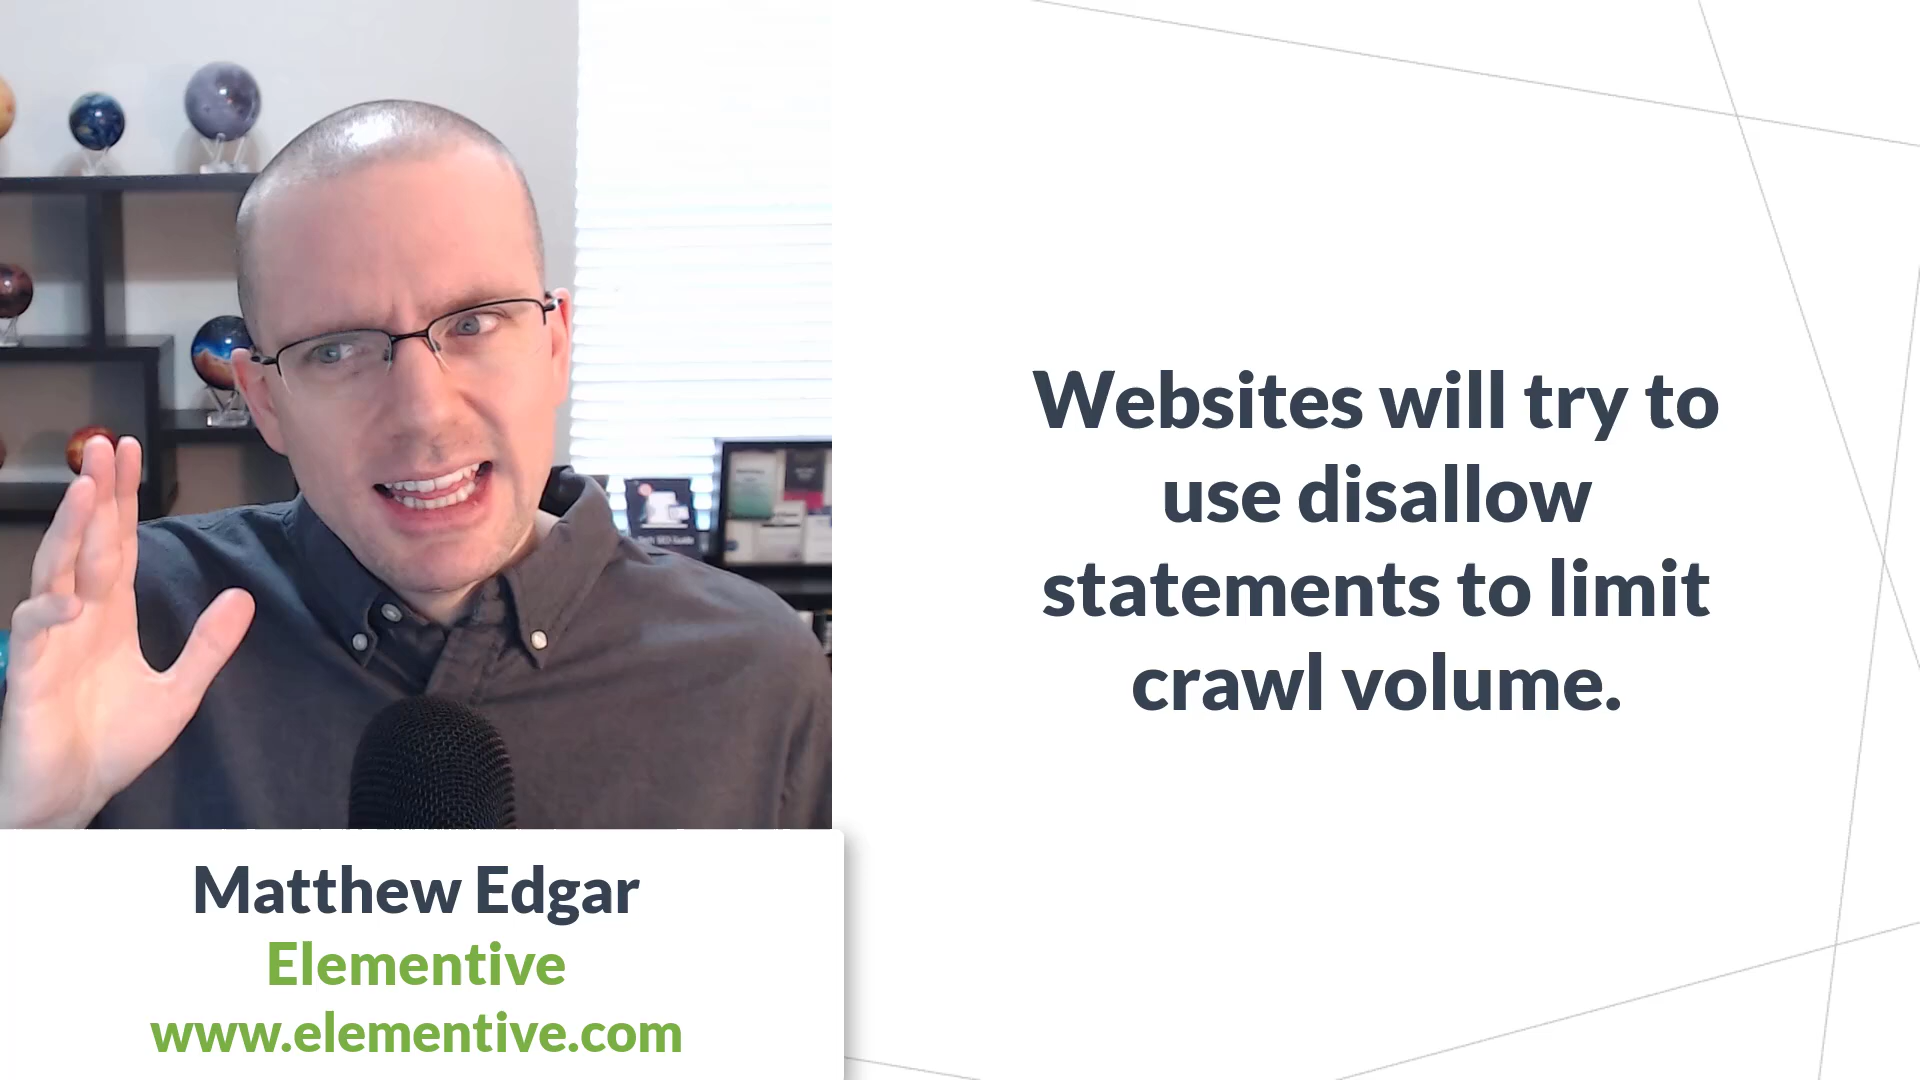 Websites will try to
use disallow
statements to limit
crawl volume.
Matthew Edgar
Elementive
www.elementive.com